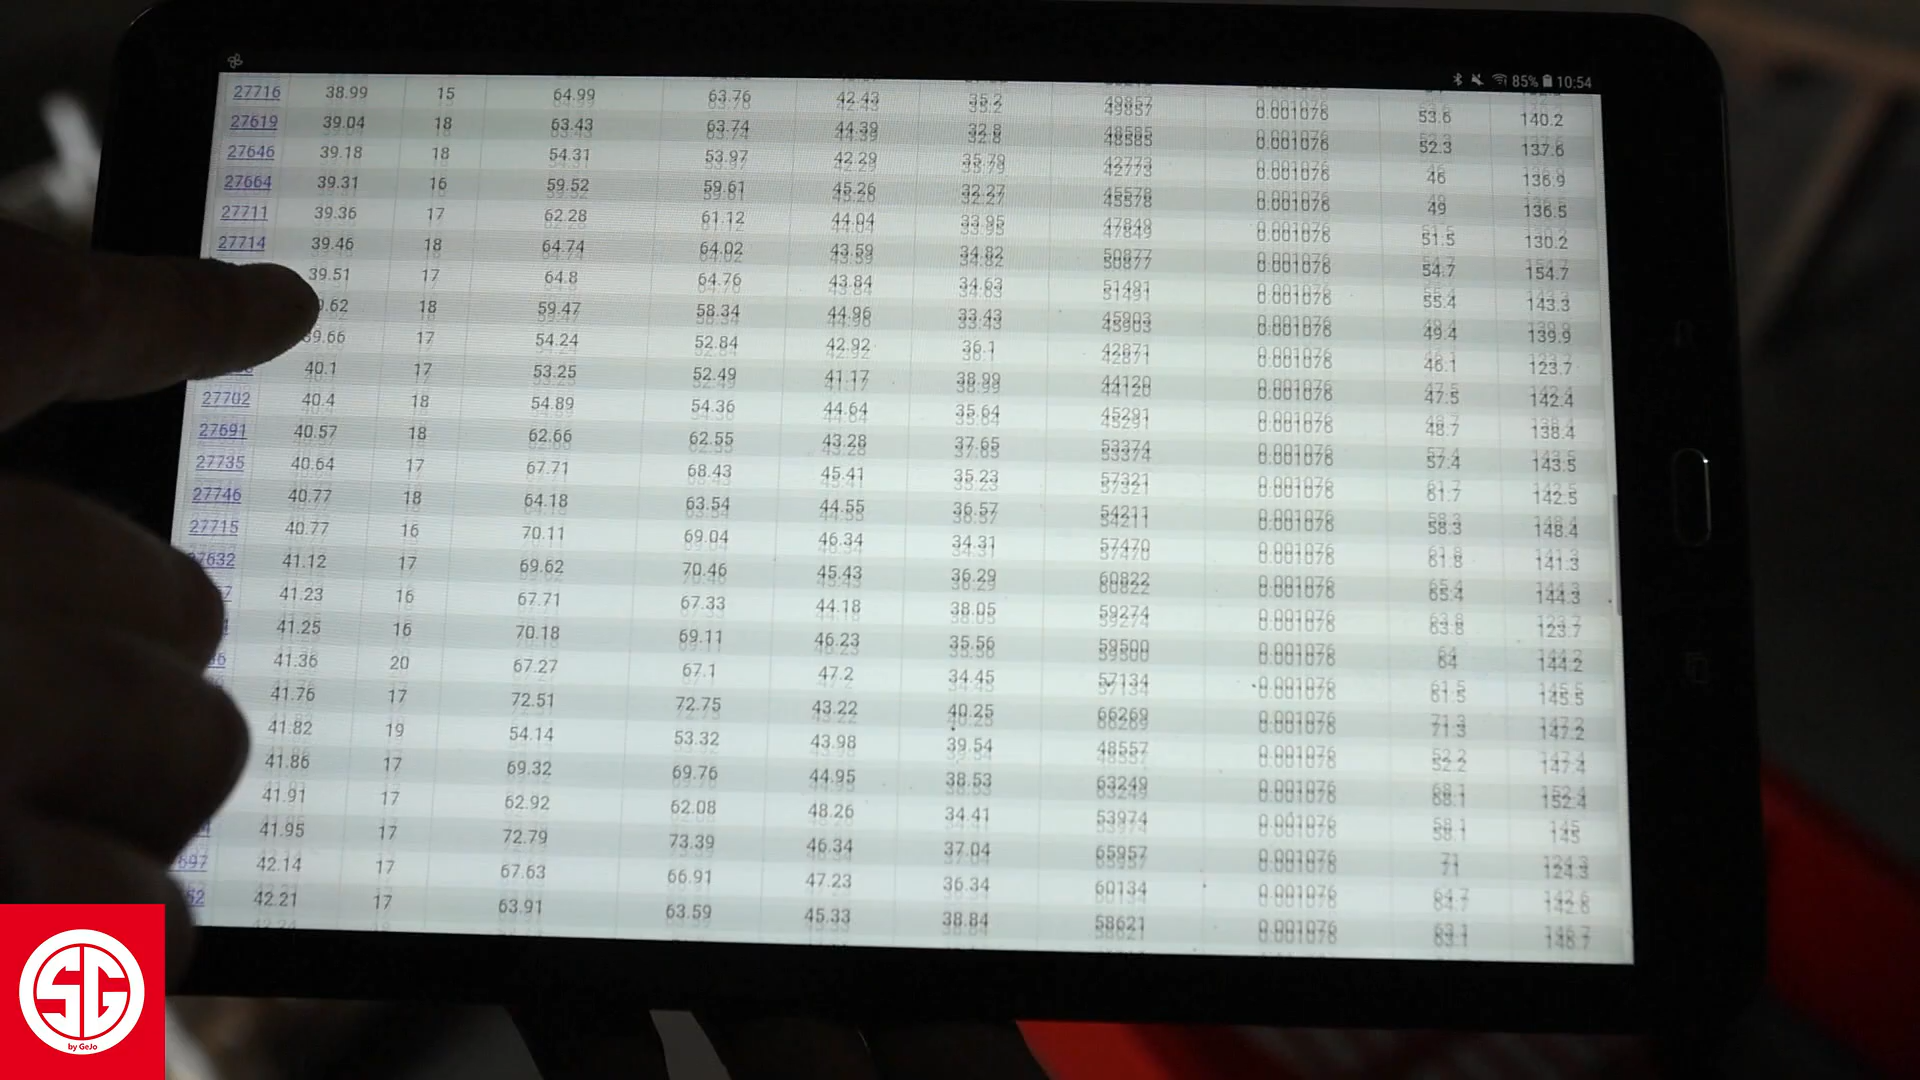 85% 10:54
27716 38.99 15 64.99 63.76 42.43 35.2 49857 0.001076 53.6 140.2
27619 39.04 18 63.43 63.74 44.39 32.8 48585 0.001076 52.3 137.6
27646 39.18 18 54.31 53.97 42.29 35.79 42773 0.001076 46 136.9
27664 39.31 16 59.52 59.61 45.26 32.27 45578 0.001076 49 136.5
27711 39.36 17 62.28 61.12 44.04 33.95 47849 0.001076 51.5 130.2
27714 39.46 18 64.74 64.02 43.59 34.82 50877 0.001076 54.7 154.7
39.51 17 64.8 64.76 43.84 34.63 51491 0.001076 55.4 143.3
18 59.47 58.34 44.96 33.43 45903 0.001076 49.4 139.9
17 54.24 52.84 42.92 36.1 42871 0.001076 46.1 123.7
40.1 17 53.25 52.49 41.17 38.99 44120 0.001076 47.5 142.4
27702 40.4 18 54.89 54.36 44.64 35.64 45291 0.001076 48.7 138.4
27691 40.57 18 62.66 62.55 43.28 37.65 53374 0.001076 57.4 143.5
27735 40.64 17 67.71 68.43 45.41 35.23 57321 0.001076 61.7 142.5
27746 40.77 18 64.18 63.54 44.55 36.57 54211 0.001076 58.3 148.4
27715 40.77 16 70.11 69.04 46.34 34.31 57470 0.001076 61.8 141.3
27632 41.12 17 69.62 70.46 45.43 36.29 60822 0.001076 65.4 144.3
41.23 16 67.71 67.33 44.18 38.05 59274 0.001076 63.8 123.7
41.25 16 70.18 69.11 46.23 35.56 59500 0.001076 64 144.2
41.36 20 67.27 67.1 47.2 34.45 57134 0.001076 61.5 145.5
41.76 17 72.51 72.75 43.22 40.25 66269 0.001076 71.3 147.2
41.82 19 54.14 53.32 43.98 39.54 48557 0.001076 52.2 147.4
41.86 17 69.32 69.76 44.95 38.53 63249 0.001076 68.1 152.4
41.91 17 62.92 62.08 48.26 34.41 53974 0.001076 58.1 145
41.95 17 72.79 73.39 46.34 37.04 65957 0.001076 71 124.3
42.14 17 67.63 66.91 47.23 36.34 60134 0.001076 64.7 142.6
42.21 17 63.91 63.59 45.33 38.84 58621 0.001076 63.1 148.7
SG
by GeJo